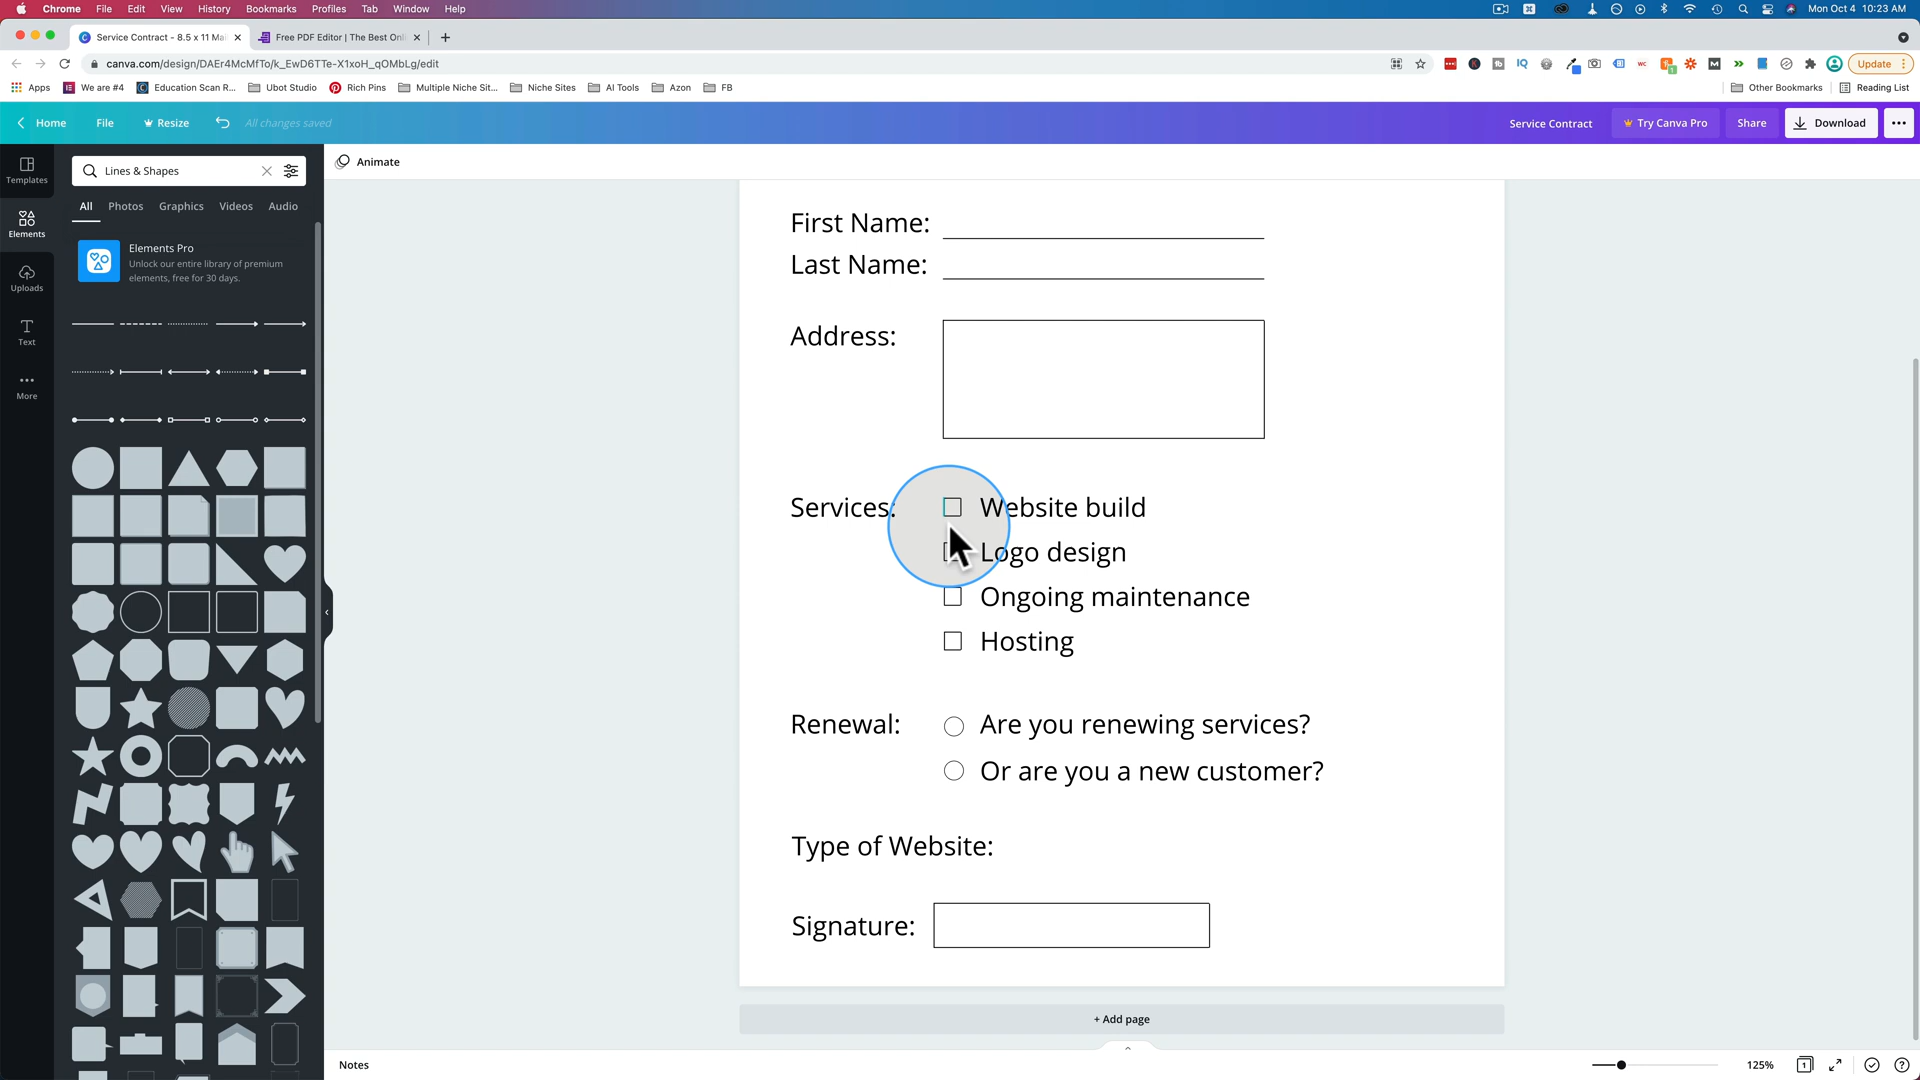 Chrome File Edit View History Bookmarks Profiles Tab Window Help
Mon Oct 4 10:23 AM
Service Contract - 8.5 x 11 Ma
Free PDF Editor | The Best Onl
canva.com/design/DAEr4McMfTo/k_EwD6TTe-X1xoH_qOMbLg/edit
Update
Apps We are #4 Education Scan R... Ubot Studio Rich Pins Multiple Niche Sit... Niche Sites AI Tools Azon FB Other Bookmarks Reading List
Home File Resize All changes saved Service Contract Try Canva Pro Share Download
Templates
Elements
Uploads
Text
More
Lines & Shapes
All Photos Graphics Videos Audio
Elements Pro
Unlock our entire library of premium
elements, free for 30 days.
Animate
First Name:
Last Name:
Address:
Services: Website build
Logo design
Ongoing maintenance
Hosting
Renewal: Are you renewing services?
Or are you a new customer?
Type of Website:
Signature:
+ Add page
Notes
125%
1